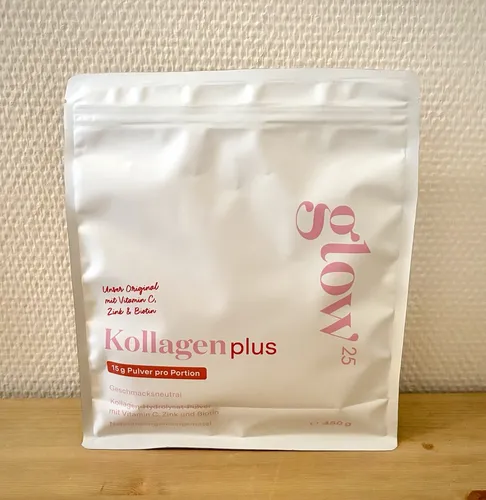 glow
25
Unser Original
mit Vitamin C,
Zink & Biotin
Kollagen plus
15 g Pulver pro Portion
Geschmacksneutral
Kollagen-Hydrolysat-Pulver
mit Vitamin C, Zink und Biotin
450 g